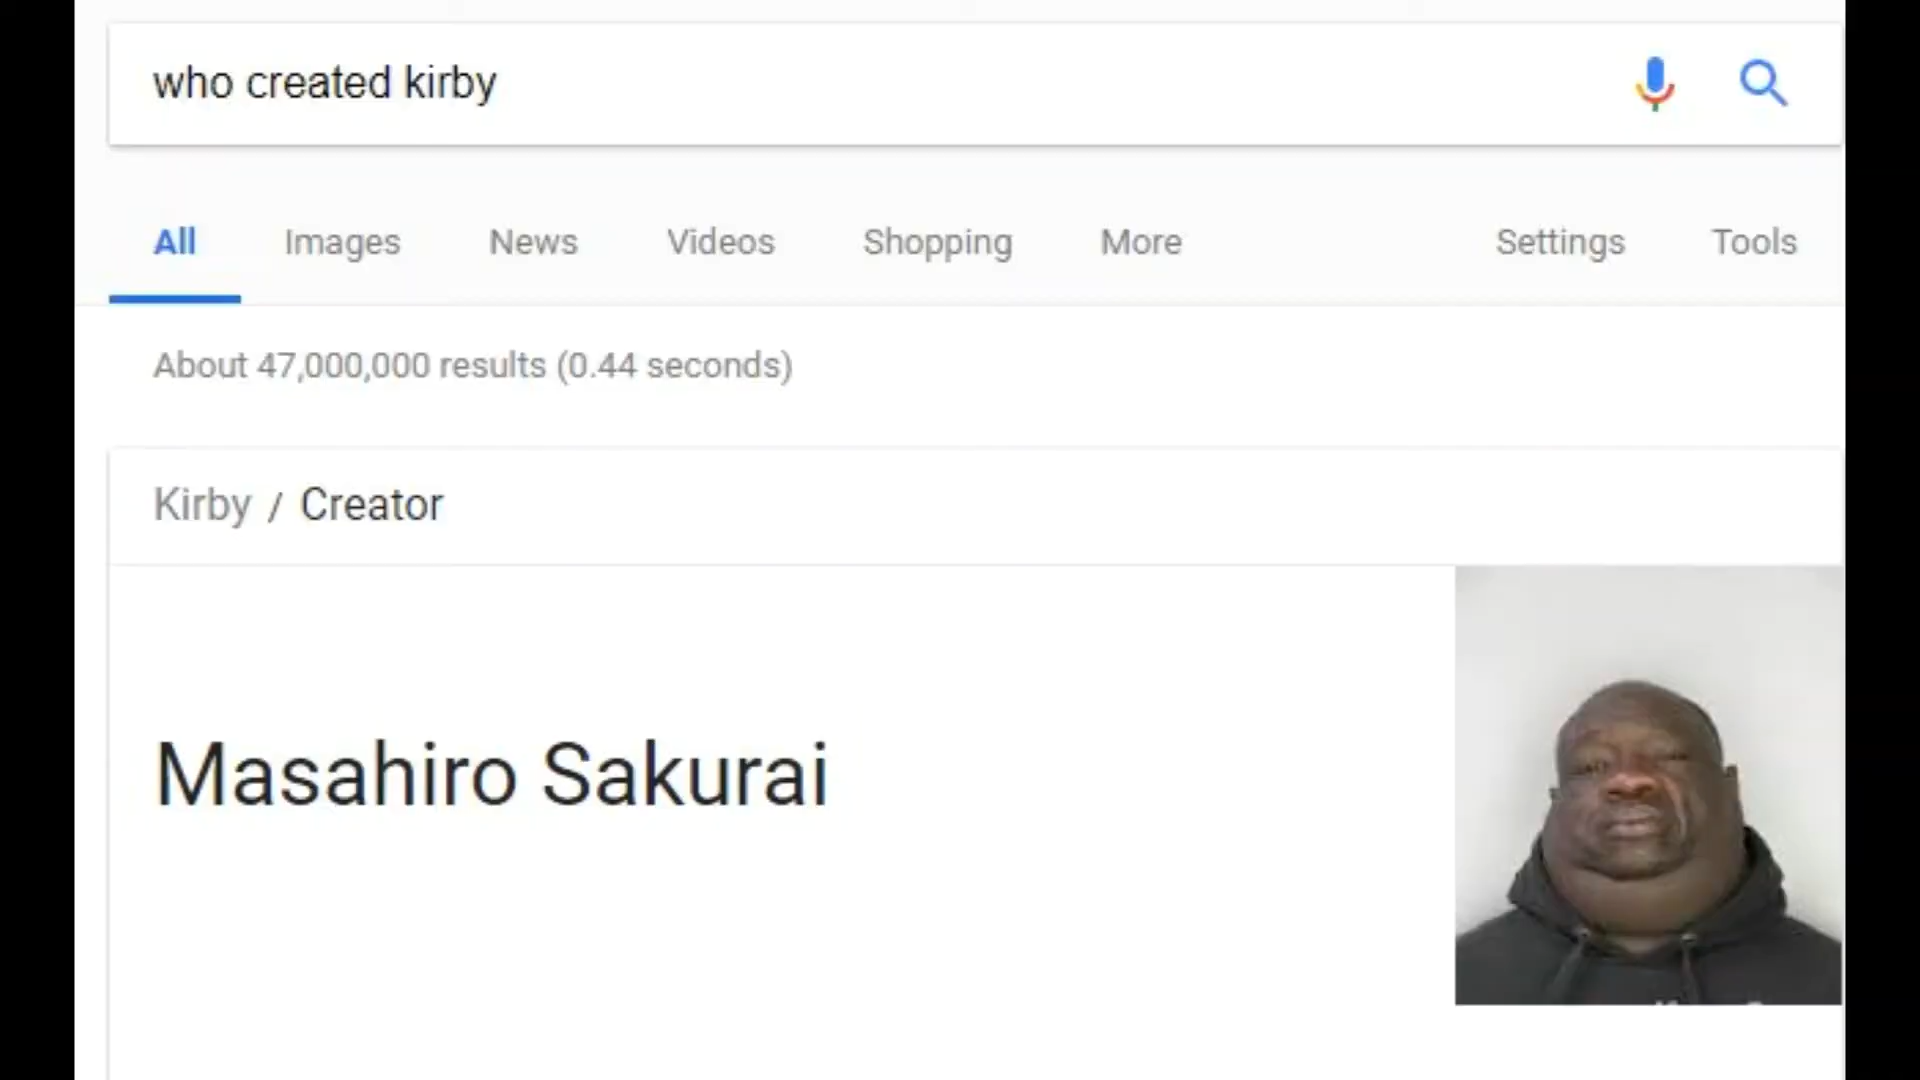 who created kirby
All Images News Videos Shopping More Settings Tools
About 47,000,000 results (0.44 seconds)
Kirby / Creator
Masahiro Sakurai